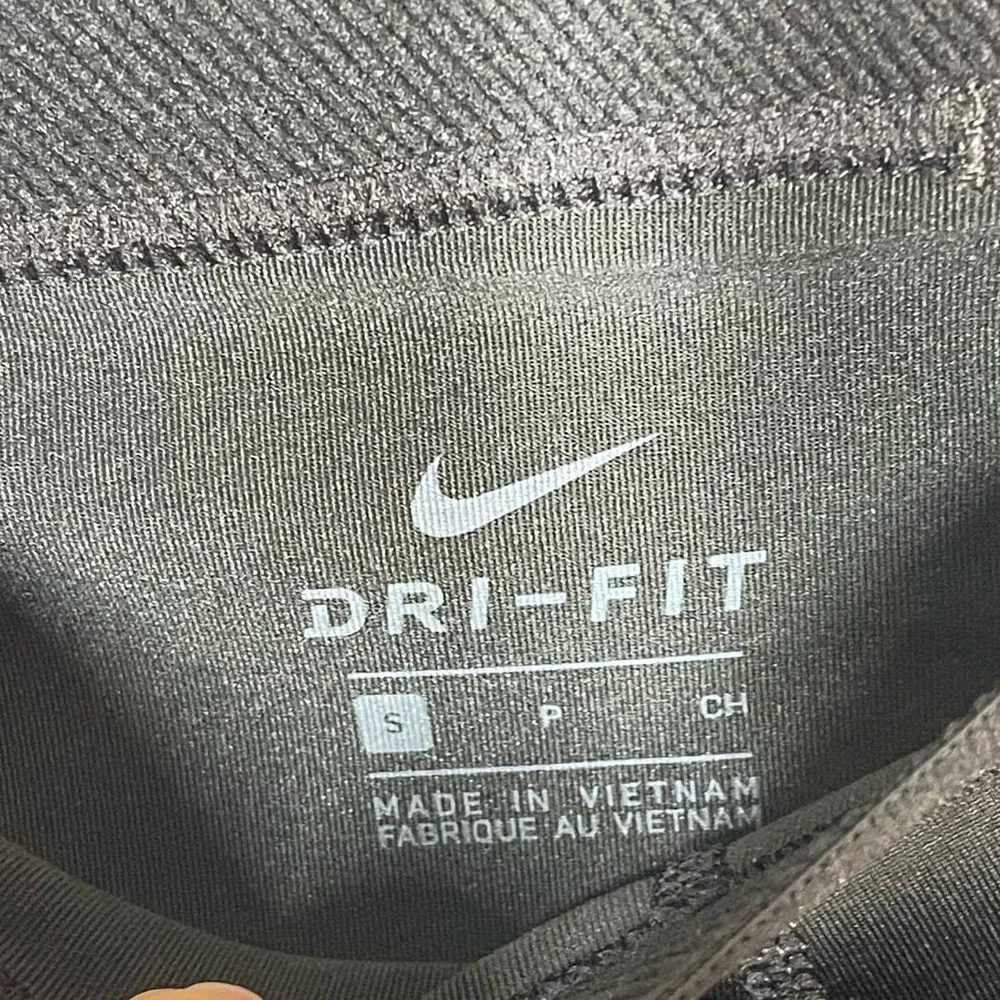 DRI-FIT
S P CH
MADE IN VIETNAM
FABRIQUE AU VIETNAM